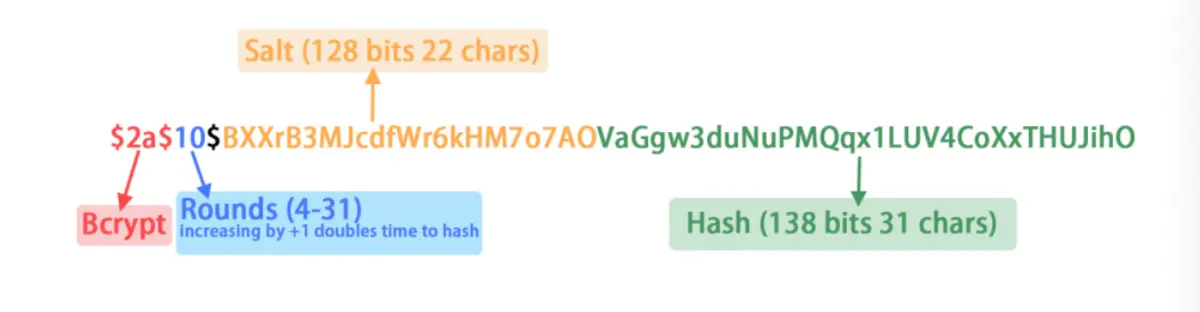 Salt (128 bits 22 chars)
$2a$10$BXXrB3MJcdfWr6kHM7o7AOVaGgw3duNuPMQqx1LUV4CoXxTHUJihO
Bcrypt
Rounds (4-31)
increasing by +1 doubles time to hash
Hash (138 bits 31 chars)